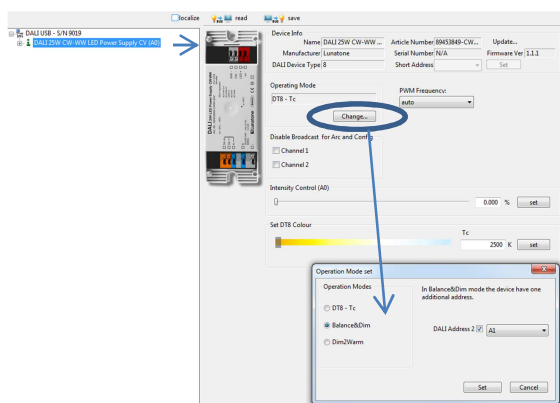 localize read save
DALI USB - S/N 9019
DALI 25W CW-WW LED Power Supply CV (A0)
Device Info
Name DALI 25W CW-WW ... Article Number 89453849-CW... Update...
Manufacturer Lunatone Serial Number N/A Firmware Ver 1.1.1
DALI Device Type 8 Short Address Set
Operating Mode
DT8 - Tc
Change...
PWM Frequency:
auto
Disable Broadcast for Arc and Config
Channel 1
Channel 2
Intensity Control (A0)
0.000 % set
Set DT8 Colour
Tc
2500 K set
Operation Mode set
Operation Modes
DT8 - Tc
Balance&Dim
Dim2Warm
In Balance&Dim mode the device have one
additional address.
DALI Address 2 A1
Set Cancel